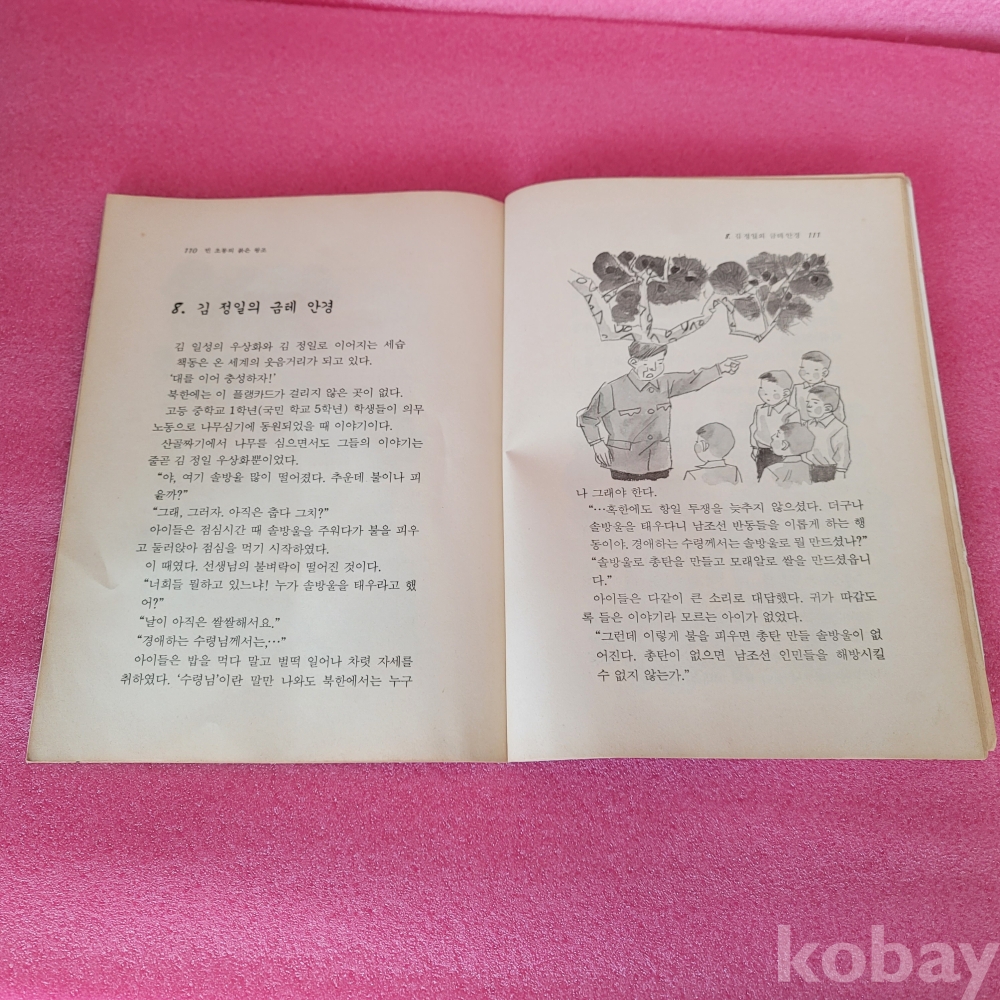 110
8. 김 정일의 금테 안경
김 일성의 우상화와 김 정일로 이어지는 세습
책동은 온 세계의 웃음거리가 되고 있다.
‘대를 이어 충성하자!’
북한에는 이 플랭카드가 걸리지 않은 곳이 없다.
고등 중학교 1학년(국민 학교 5학년) 학생들이 의무
노동으로 나무심기에 동원되었을 때 이야기이다.
산골짜기에서 나무를 심으면서도 그들의 이야기는
줄곧 김 정일 우상화뿐이었다.
“야, 여기 솔방울 많이 떨어졌다. 추운데 불이나 피
울까?”
“그래, 그러자. 아직은 춥다 그치?”
아이들은 점심시간 때 솔방울을 주워다가 불을 피우
고 둘러앉아 점심을 먹기 시작하였다.
이 때였다. 선생님의 불벼락이 떨어진 것이다.
“너희들 뭘하고 있느냐! 누가 솔방울을 태우라고 했
어?”
“날이 아직은 쌀쌀해서요.”
“경애하는 수령님께서는,…”
아이들은 밥을 먹다 말고 벌떡 일어나 차렷 자세를
취하였다. ‘수령님’이란 말만 나와도 북한에서는 누구
8. 김 정일의 금테 안경 111
나 그래야 한다.
“…혹한에도 항일 투쟁을 늦추지 않으셨다. 더구나
솔방울을 태우다니 남조선 반동들을 이롭게 하는 행
동이야. 경애하는 수령께서는 솔방울로 뭘 만드셨나?”
“솔방울로 총탄을 만들고 모래알로 쌀을 만드셨읍니
다.”
아이들은 다같이 큰 소리로 대답했다. 귀가 따갑도
록 들은 이야기라 모르는 아이가 없었다.
“그런데 이렇게 불을 피우면 총탄 만들 솔방울이 없
어진다. 총탄이 없으면 남조선 인민들을 해방시킬
수 없지 않는가.”
kobay